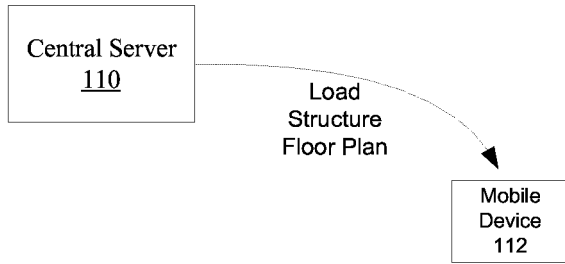 Central Server
110
Load
Structure
Floor Plan
Mobile
Device
112